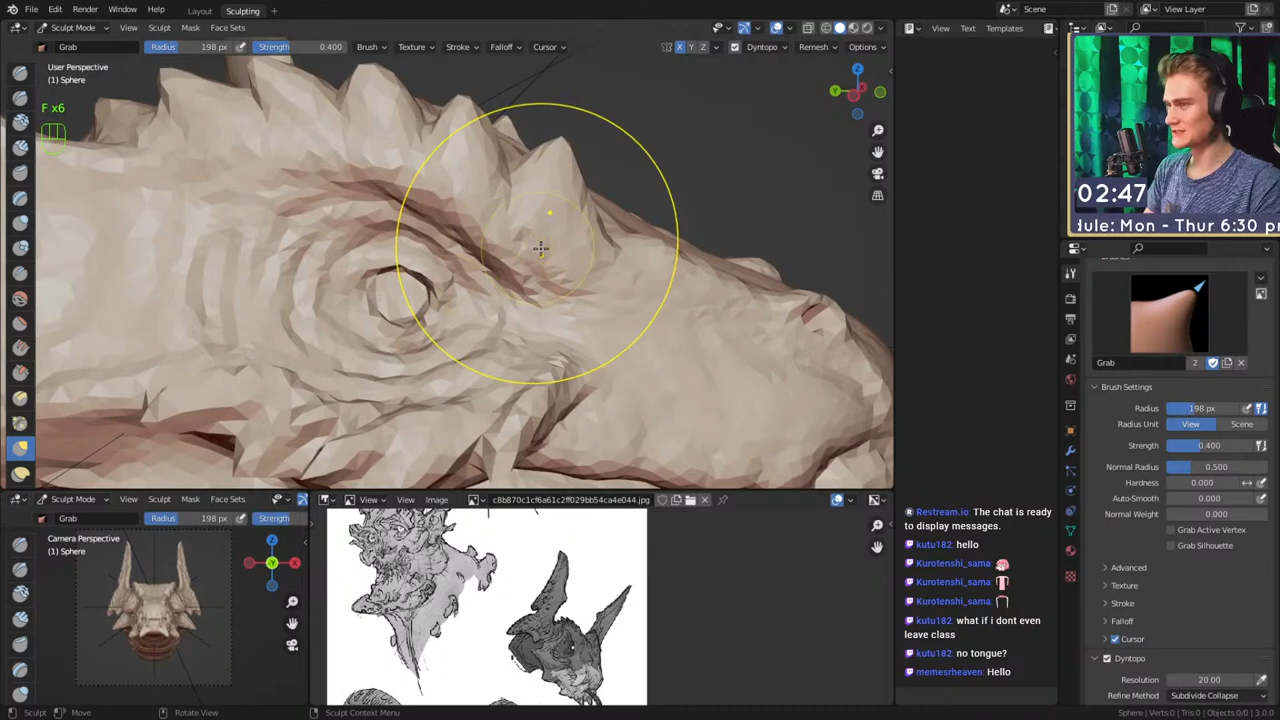 File Edit Render Window Help Layout Sculpting +
Scene View Layer
Sculpt Mode View Sculpt Mask Face Sets
View Text Templates
Grab Radius 198 px Strength 0.400 Brush Texture Stroke Falloff Cursor X Y Z Dyntopo Remesh Options
User Perspective
(1) Sphere
F x6
Z
Y
02:47
dule: Mon - Thur 6:30 pm
Grab 2
Brush Settings
Radius 198 px
Radius Unit View Scene
Strength 0.400
Normal Radius 0.500
Hardness 0.000
Auto-Smooth 0.000
Normal Weight 0.000
Grab Active Vertex
Grab Silhouette
Advanced
Texture
Stroke
Falloff
Cursor
Dyntopo
Resolution 20.00
Refine Method Subdivide Collapse
Sculpt Mode View Sculpt Mask Face Sets
View View Image c8b870c1cf6a61c2ff029bb54ca4e044.jpg
Grab Radius 198 px Strength
Camera Perspective
(1) Sphere
Z
-Y
X
Restream.io: The chat is ready
to display messages.
kutu182: hello
Kurotenshi_sama:
Kurotenshi_sama:
Kurotenshi_sama:
kutu182: what if i dont even
leave class
kutu182: no tongue?
memesrheaven: Hello
Sculpt Move Rotate View Sculpt Context Menu
Sphere | Verts:0 | Tris:0 | Objects:0/0 | 3.0.0